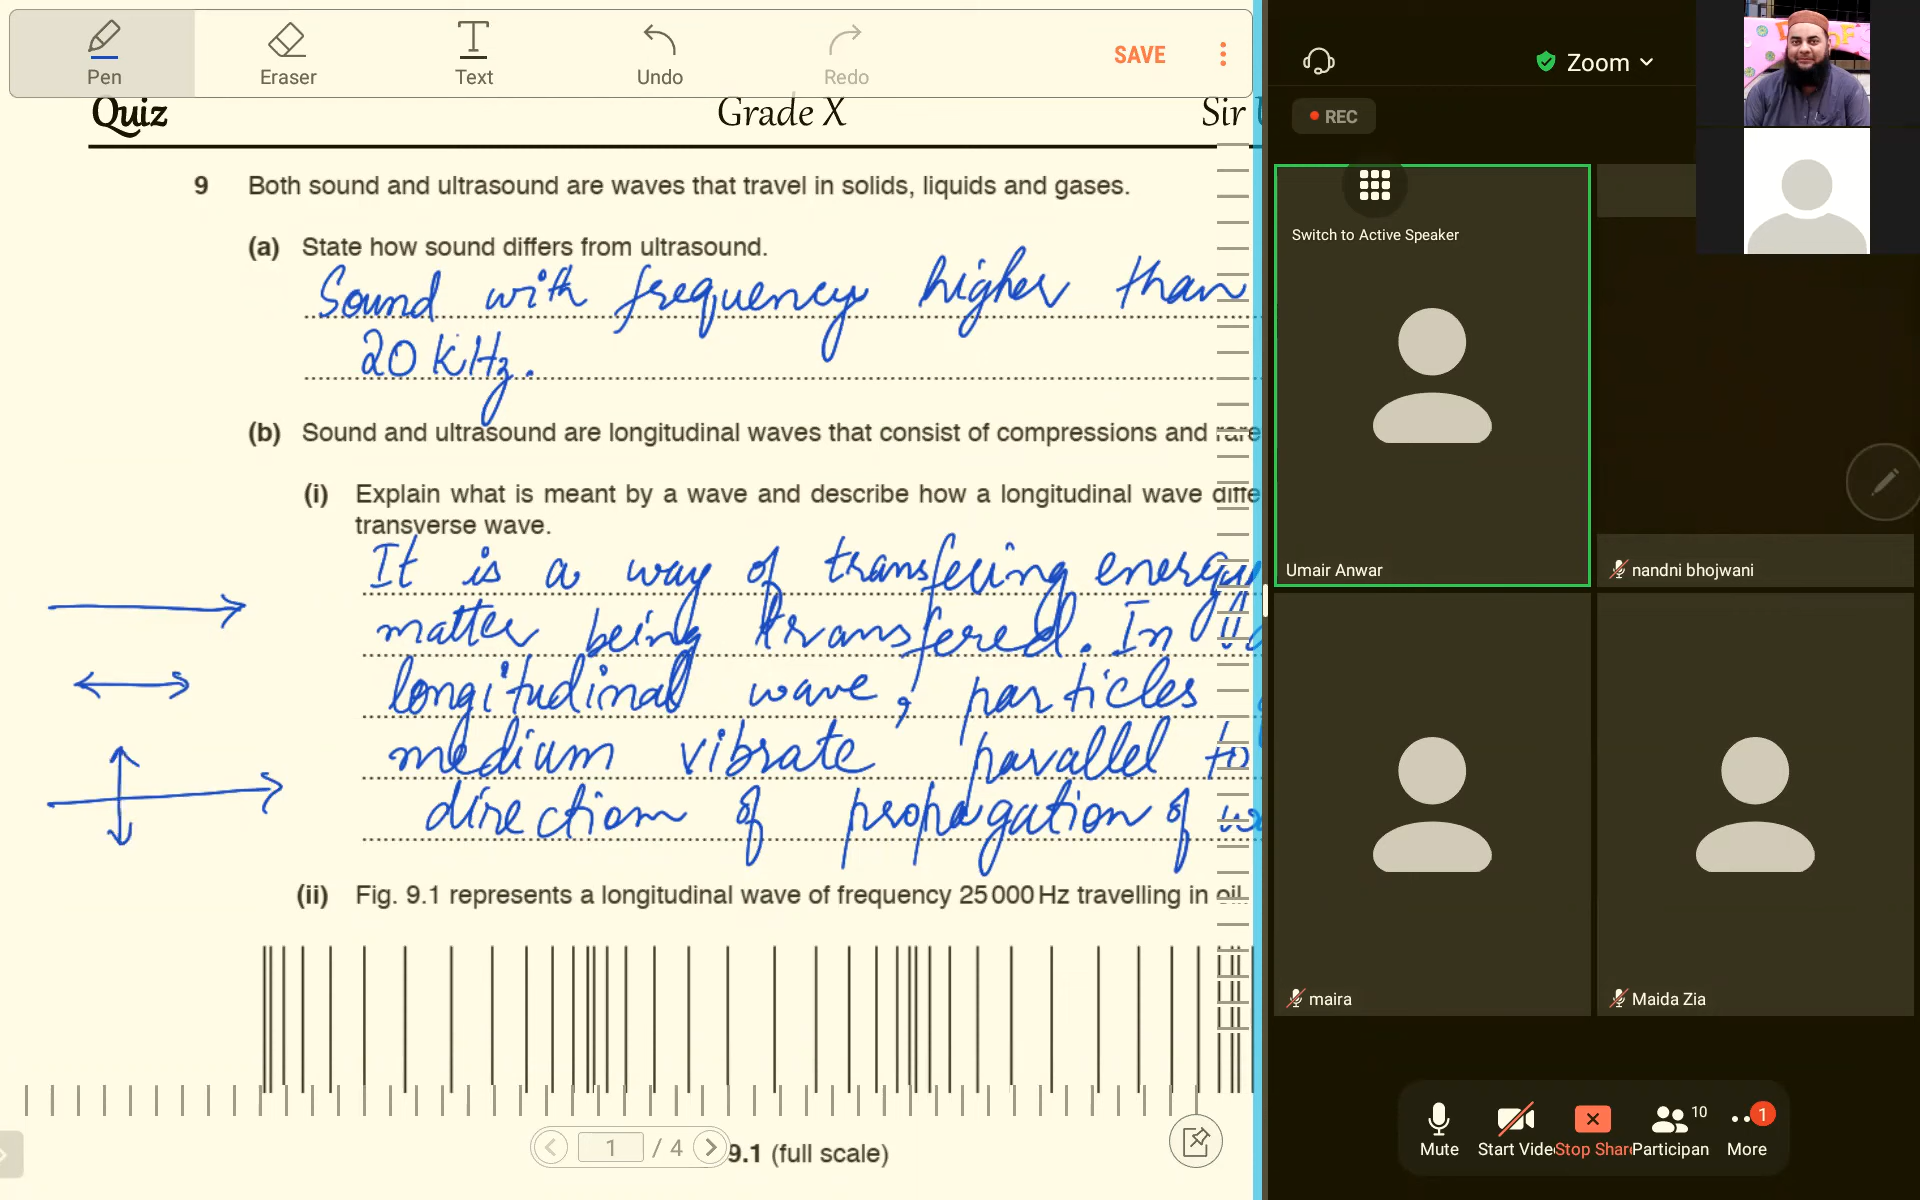 Pen
Eraser
Text
Undo
Redo
SAVE
Quiz
Grade X
Sir
9 Both sound and ultrasound are waves that travel in solids, liquids and gases.
(a) State how sound differs from ultrasound.
Sound with frequency higher than
20 kHz.
(b) Sound and ultrasound are longitudinal waves that consist of compressions and rare
(i) Explain what is meant by a wave and describe how a longitudinal wave diffe
transverse wave.
It is a way of transfering energy
matter being transfered. In
longitudinal wave, particles
medium vibrate parallel to
direction of propagation of
(ii) Fig. 9.1 represents a longitudinal wave of frequency 25 000 Hz travelling in oil.
9.1 (full scale)
1 / 4
Zoom
REC
Switch to Active Speaker
Umair Anwar
nandni bhojwani
maira
Maida Zia
Mute
Start Vide
Stop Shar
Participan
10
More
1